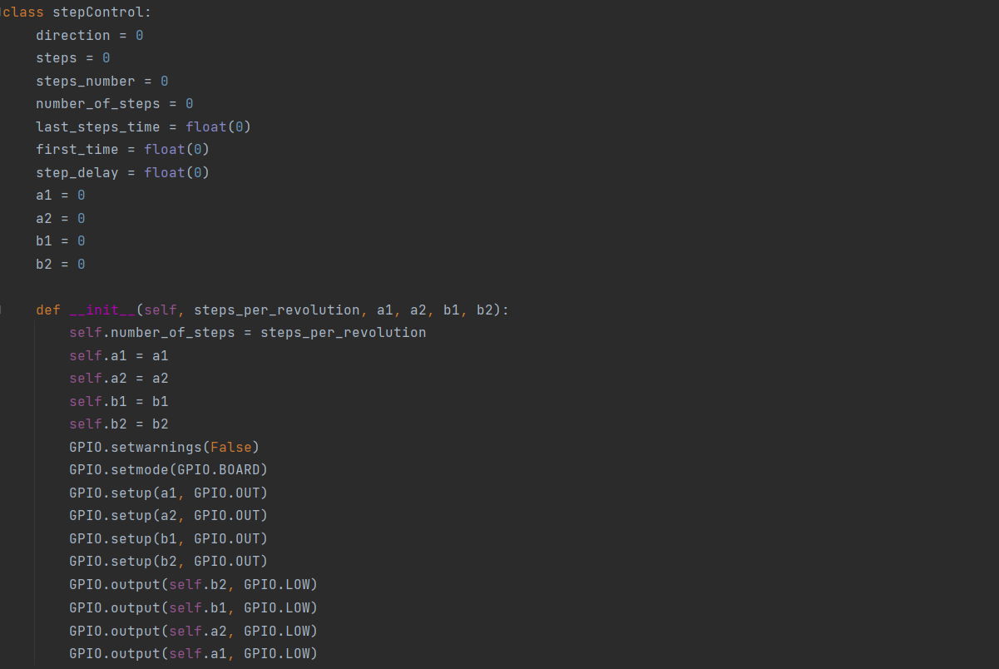 class stepControl:
    direction = 0
    steps = 0
    steps_number = 0
    number_of_steps = 0
    last_steps_time = float(0)
    first_time = float(0)
    step_delay = float(0)
    a1 = 0
    a2 = 0
    b1 = 0
    b2 = 0

    def __init__(self, steps_per_revolution, a1, a2, b1, b2):
        self.number_of_steps = steps_per_revolution
        self.a1 = a1
        self.a2 = a2
        self.b1 = b1
        self.b2 = b2
        GPIO.setwarnings(False)
        GPIO.setmode(GPIO.BOARD)
        GPIO.setup(a1, GPIO.OUT)
        GPIO.setup(a2, GPIO.OUT)
        GPIO.setup(b1, GPIO.OUT)
        GPIO.setup(b2, GPIO.OUT)
        GPIO.output(self.b2, GPIO.LOW)
        GPIO.output(self.b1, GPIO.LOW)
        GPIO.output(self.a2, GPIO.LOW)
        GPIO.output(self.a1, GPIO.LOW)